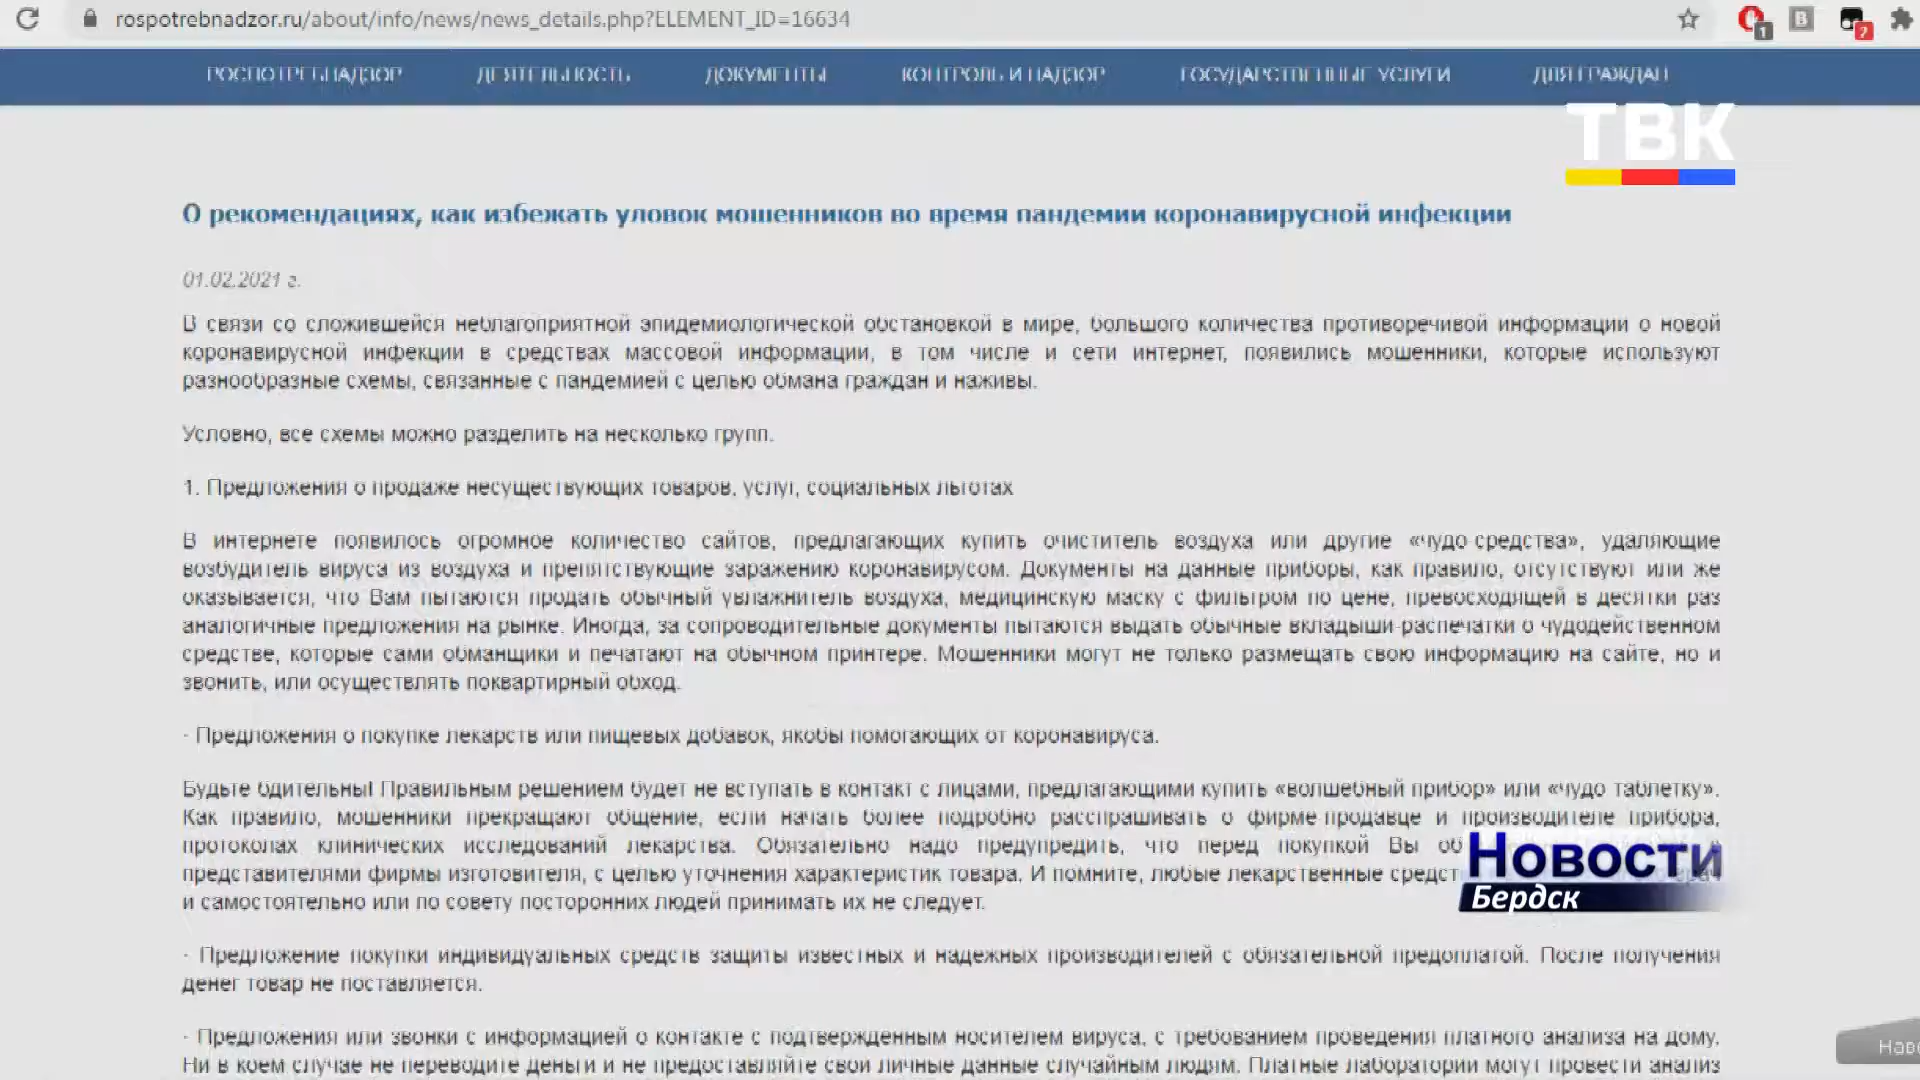 rospotrebnadzor.ru/about/info/news/news_details.php?ELEMENT_ID=16634
1
2
РОСПОТРЕБНАДЗОР ДЕЯТЕЛЬНОСТЬ ДОКУМЕНТЫ КОНТРОЛЬ И НАДЗОР ГОСУДАРСТВЕННЫЕ УСЛУГИ ДЛЯ ГРАЖДАН
ТВК
О рекомендациях, как избежать уловок мошенников во время пандемии коронавирусной инфекции
01.02.2021 г.
В связи со сложившейся неблагоприятной эпидемиологической обстановкой в мире, большого количества противоречивой информации о новой
коронавирусной инфекции в средствах массовой информации, в том числе и сети интернет, появились мошенники, которые используют
разнообразные схемы, связанные с пандемией с целью обмана граждан и наживы.
Условно, все схемы можно разделить на несколько групп.
1. Предложения о продаже несуществующих товаров, услуг, социальных льготах
В интернете появилось огромное количество сайтов, предлагающих купить очиститель воздуха или другие «чудо-средства», удаляющие
возбудитель вируса из воздуха и препятствующие заражению коронавирусом. Документы на данные приборы, как правило, отсутствуют или же
оказывается, что Вам пытаются продать обычный увлажнитель воздуха, медицинскую маску с фильтром по цене, превосходящей в десятки раз
аналогичные предложения на рынке. Иногда, за сопроводительные документы пытаются выдать обычные вкладыши-распечатки о чудодейственном
средстве, которые сами обманщики и печатают на обычном принтере. Мошенники могут не только размещать свою информацию на сайте, но и
звонить, или осуществлять поквартирный обход.
- Предложения о покупке лекарств или пищевых добавок, якобы помогающих от коронавируса.
Будьте бдительны! Правильным решением будет не вступать в контакт с лицами, предлагающими купить «волшебный прибор» или «чудо таблетку».
Как правило, мошенники прекращают общение, если начать более подробно расспрашивать о фирме-продавце и производителе прибора,
протоколах клинических исследований лекарства. Обязательно надо предупредить, что перед покупкой Вы об
представителями фирмы изготовителя, с целью уточнения характеристик товара. И помните, любые лекарственные средст
и самостоятельно или по совету посторонних людей принимать их не следует.
Новости
Бердск
- Предложение покупки индивидуальных средств защиты известных и надежных производителей с обязательной предоплатой. После получения
денег товар не поставляется.
- Предложения или звонки с информацией о контакте с подтвержденным носителем вируса, с требованием проведения платного анализа на дому.
Ни в коем случае не переводите деньги и не предоставляйте свои личные данные случайным людям. Платные лаборатории могут провести анализ
Наве